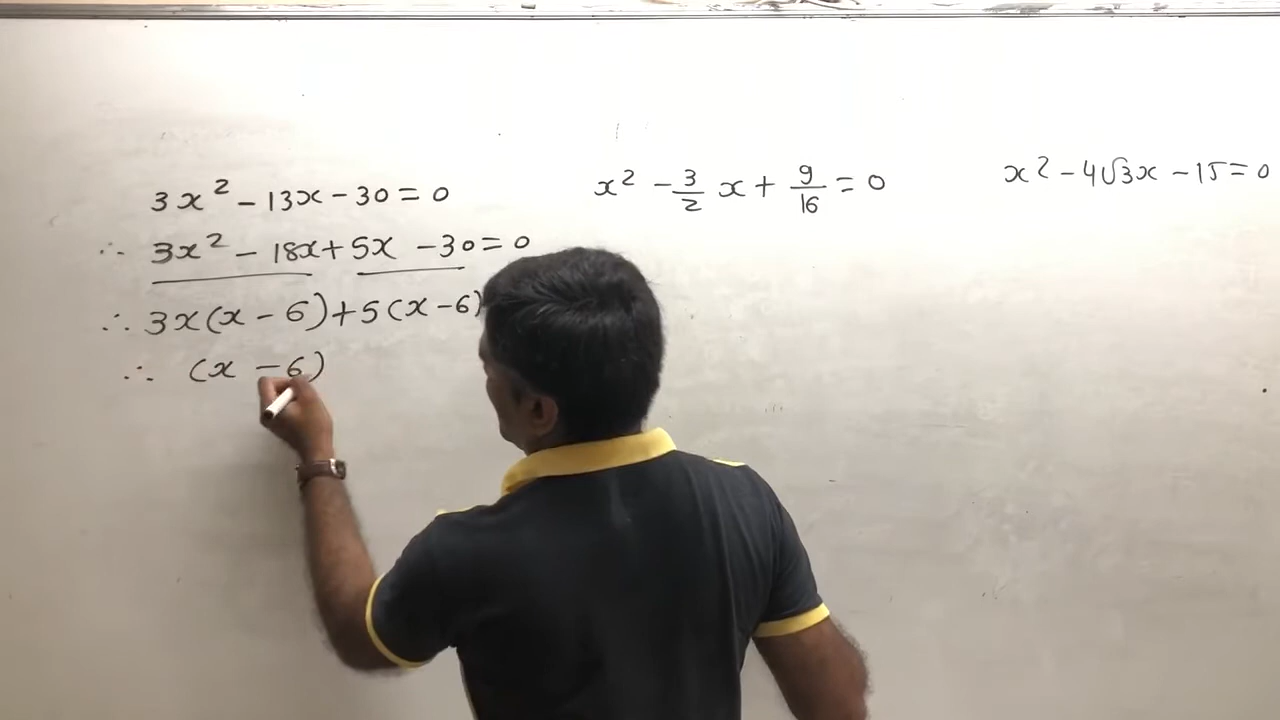 3x² - 13x - 30 = 0
∴ 3x² - 18x + 5x - 30 = 0
∴ 3x(x - 6) + 5(x - 6)
∴ (x - 6)
x² - 3/2 x + 9/16 = 0
x² - 4√3x - 15 = 0